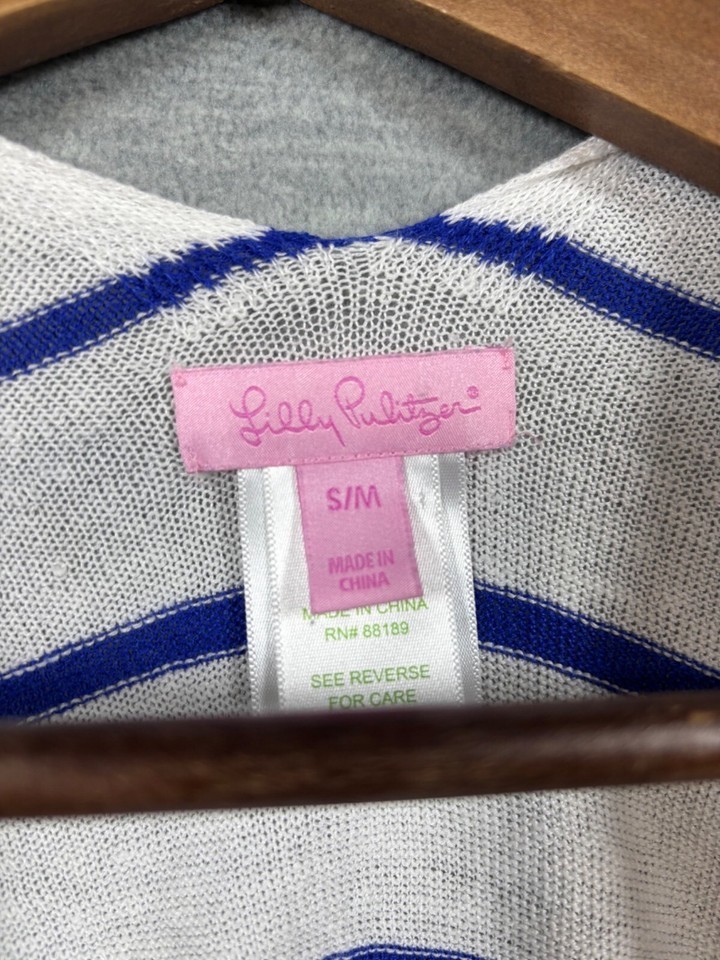 Lilly Pulitzer®
S/M
MADE IN
CHINA
MADE IN CHINA
RN# 88189
SEE REVERSE
FOR CARE